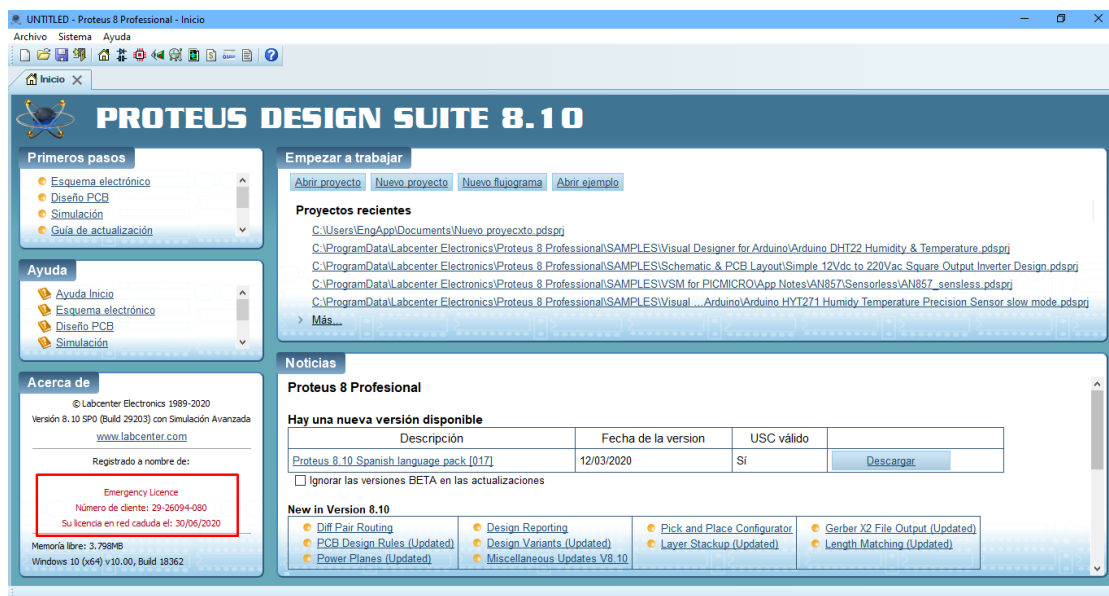 UNTITLED - Proteus 8 Professional - Inicio
Archivo Sistema Ayuda
Inicio
PROTEUS DESIGN SUITE 8.10
Primeros pasos
Esquema electrónico
Diseño PCB
Simulación
Guía de actualización
Ayuda
Ayuda Inicio
Esquema electrónico
Diseño PCB
Simulación
Acerca de
© Labcenter Electronics 1989-2020
Versión 8.10 SP0 (Build 29203) con Simulación Avanzada
www.labcenter.com
Registrado a nombre de:
Emergency Licence
Número de cliente: 29-26094-080
Su licencia en red caduda el: 30/06/2020
Memoría libre: 3.798MB
Windows 10 (x64) v10.00, Build 18362
Empezar a trabajar
Abrir proyecto Nuevo proyecto Nuevo flujograma Abrir ejemplo
Proyectos recientes
C:\Users\EngApp\Documents\Nuevo proyecxto.pdsprj
C:\ProgramData\Labcenter Electronics\Proteus 8 Professional\SAMPLES\Visual Designer for Arduino\Arduino DHT22 Humidity & Temperature.pdsprj
C:\ProgramData\Labcenter Electronics\Proteus 8 Professional\SAMPLES\Schematic & PCB Layout\Simple 12Vdc to 220Vac Square Output Inverter Design.pdsprj
C:\ProgramData\Labcenter Electronics\Proteus 8 Professional\SAMPLES\VSM for PICMICRO\App Notes\AN857\Sensorless\AN857_sensless.pdsprj
C:\ProgramData\Labcenter Electronics\Proteus 8 Professional\SAMPLES\Visual ...Arduino\Arduino HYT271 Humidy Temperature Precision Sensor slow mode.pdsprj
> Más...
Noticias
Proteus 8 Profesional
Hay una nueva versión disponible
Descripción Fecha de la version USC válido
Proteus 8.10 Spanish language pack [017] 12/03/2020 Sí Descargar
Ignorar las versiones BETA en las actualizaciones
New in Version 8.10
Diff Pair Routing Design Reporting Pick and Place Configurator Gerber X2 File Output (Updated)
PCB Design Rules (Updated) Design Variants (Updated) Layer Stackup (Updated) Length Matching (Updated)
Power Planes (Updated) Miscellaneous Updates V8.10